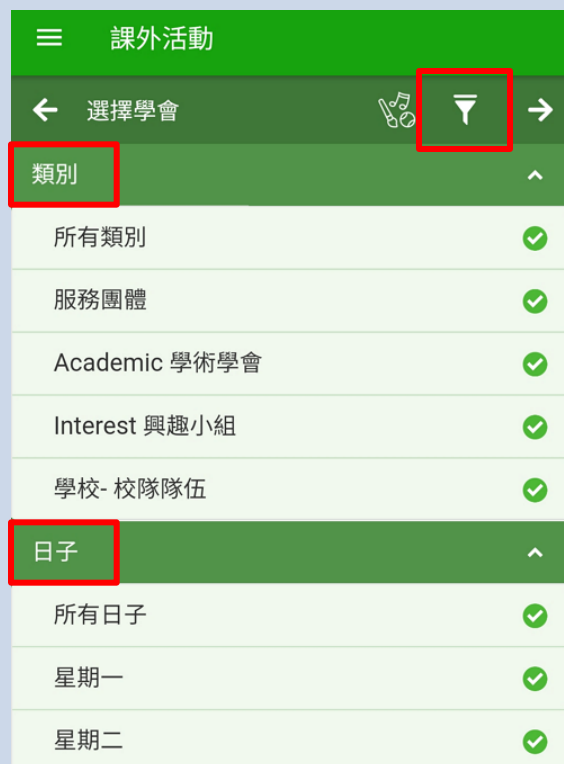 課外活動
選擇學會
類別
所有類別
服務團體
Academic 學術學會
Interest 興趣小組
學校- 校隊隊伍
日子
所有日子
星期一
星期二